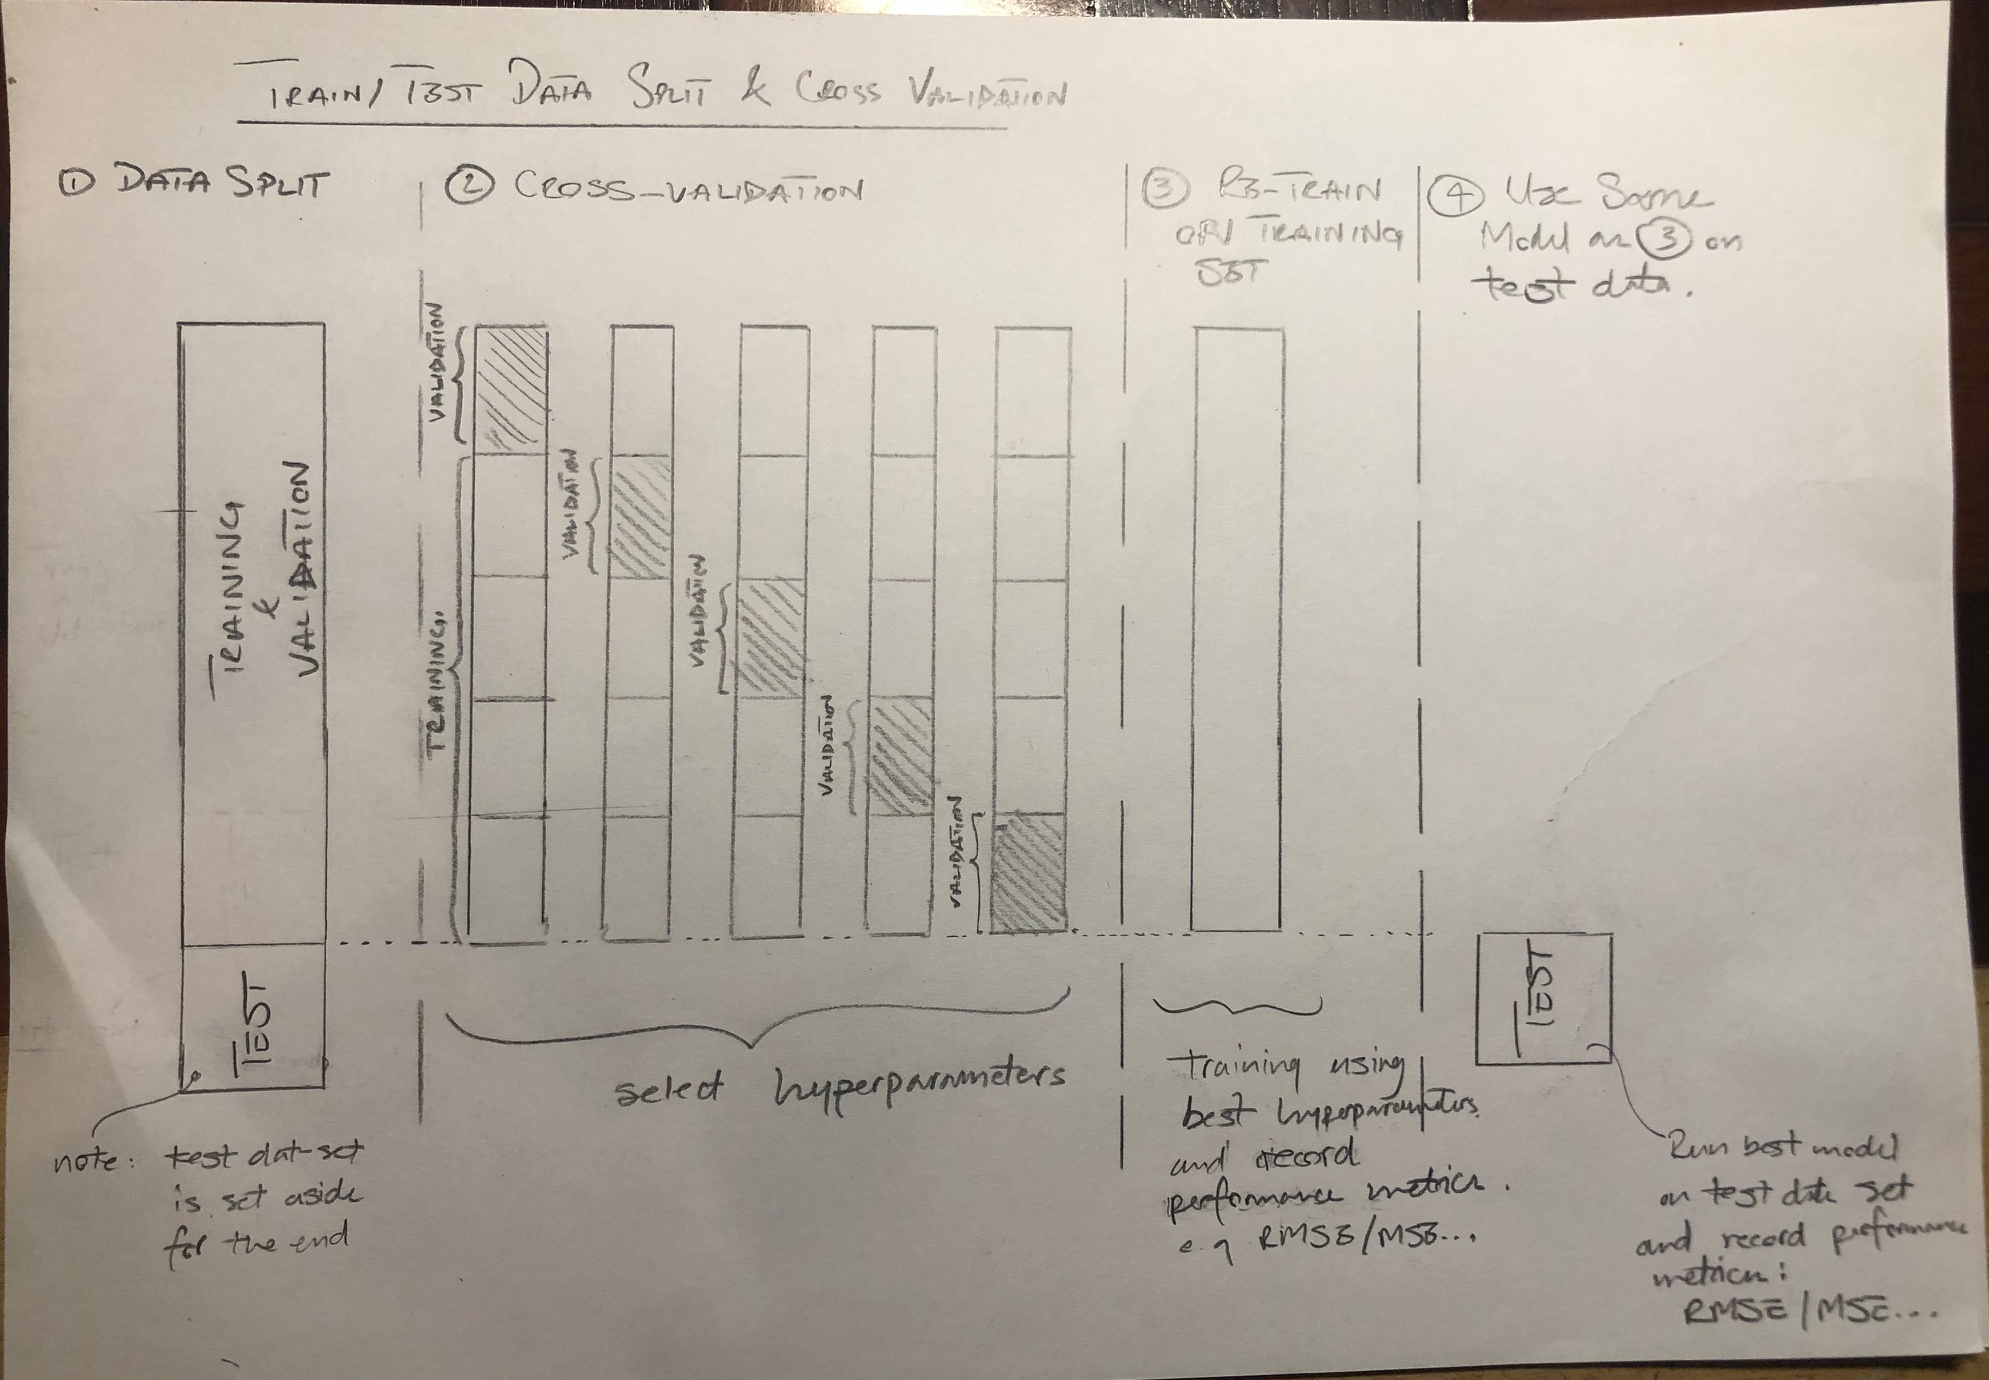 TRAIN/TEST DATA SPLIT & CROSS VALIDATION
① DATA SPLIT
TRAINING
&
VALIDATION
TEST
note: test dat-set
is set aside
for the end
② CROSS-VALIDATION
VALIDATION
TRAINING.
VALIDATION
VALIDATION
VALIDATION
VALIDATION
select hyperparameters
③ RE-TRAIN
ON TRAINING
SET
Training using
best hyperparameters
and record
performance metrics.
e.g RMSE/MSE...
④ Use Same
Model as ③ on
test data.
TEST
Run best model
on test data set
and record performance
metrics:
RMSE/MSE...